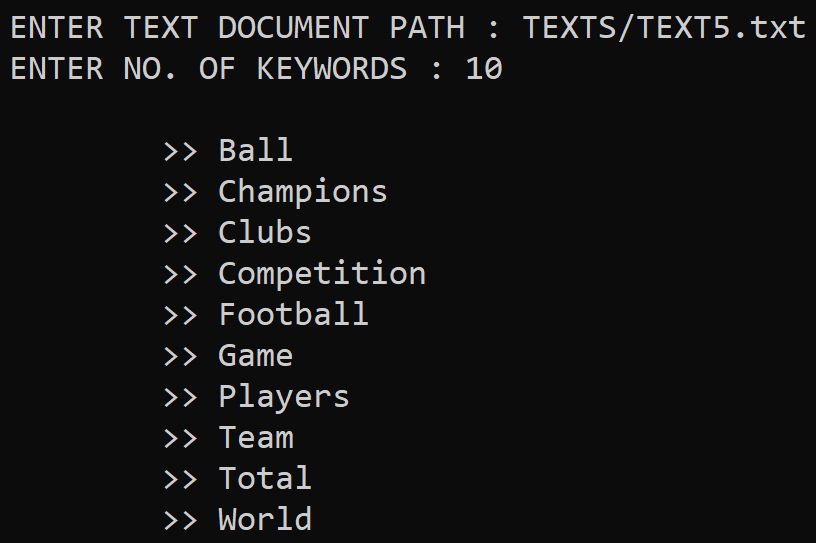 ENTER TEXT DOCUMENT PATH : TEXTS/TEXT5.txt
ENTER NO. OF KEYWORDS : 10
>> Ball
>> Champions
>> Clubs
>> Competition
>> Football
>> Game
>> Players
>> Team
>> Total
>> World